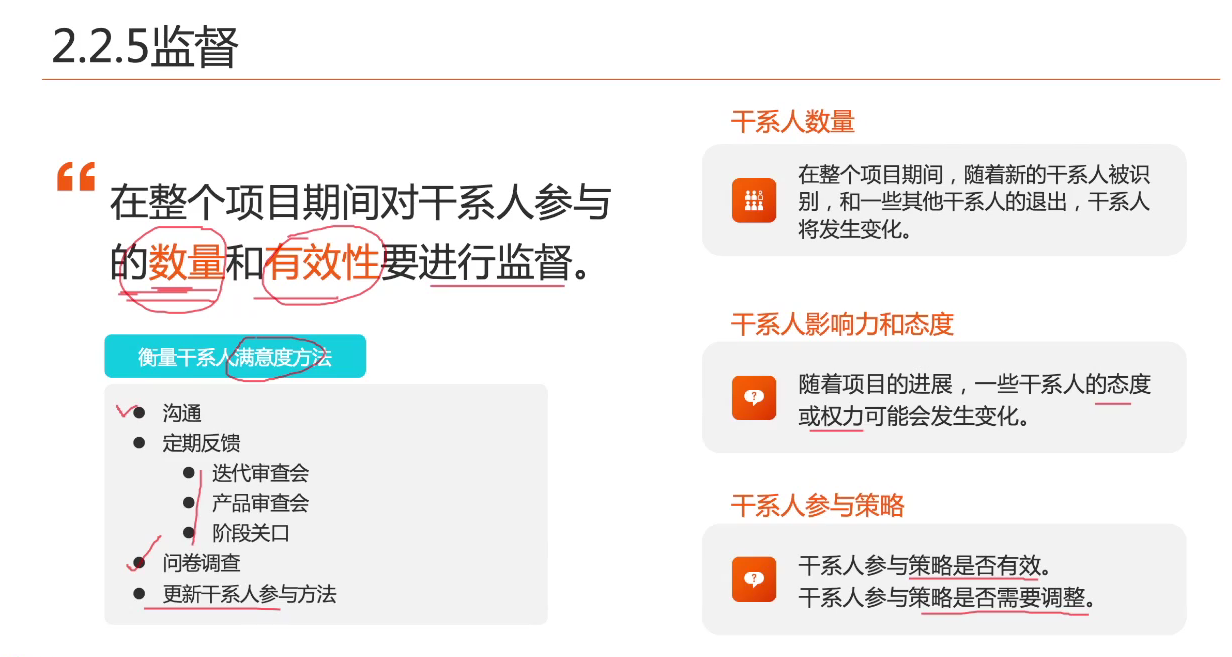 2.2.5监督
在整个项目期间对干系人参与
的数量和有效性要进行监督。
衡量干系人满意度方法
沟通
定期反馈
迭代审查会
产品审查会
阶段关口
问卷调查
更新干系人参与方法
干系人数量
在整个项目期间，随着新的干系人被识
别，和一些其他干系人的退出，干系人
将发生变化。
干系人影响力和态度
随着项目的进展，一些干系人的态度
或权力可能会发生变化。
干系人参与策略
干系人参与策略是否有效。
干系人参与策略是否需要调整。